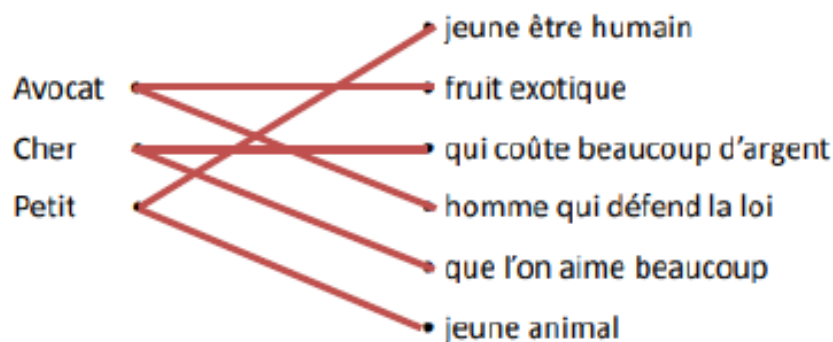 jeune être humain
Avocat fruit exotique
Cher qui coûte beaucoup d'argent
Petit homme qui défend la loi
que l'on aime beaucoup
jeune animal